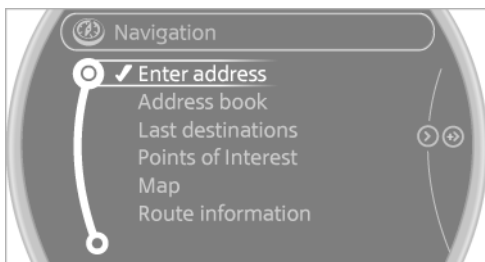 Navigation
Enter address
Address book
Last destinations
Points of Interest
Map
Route information